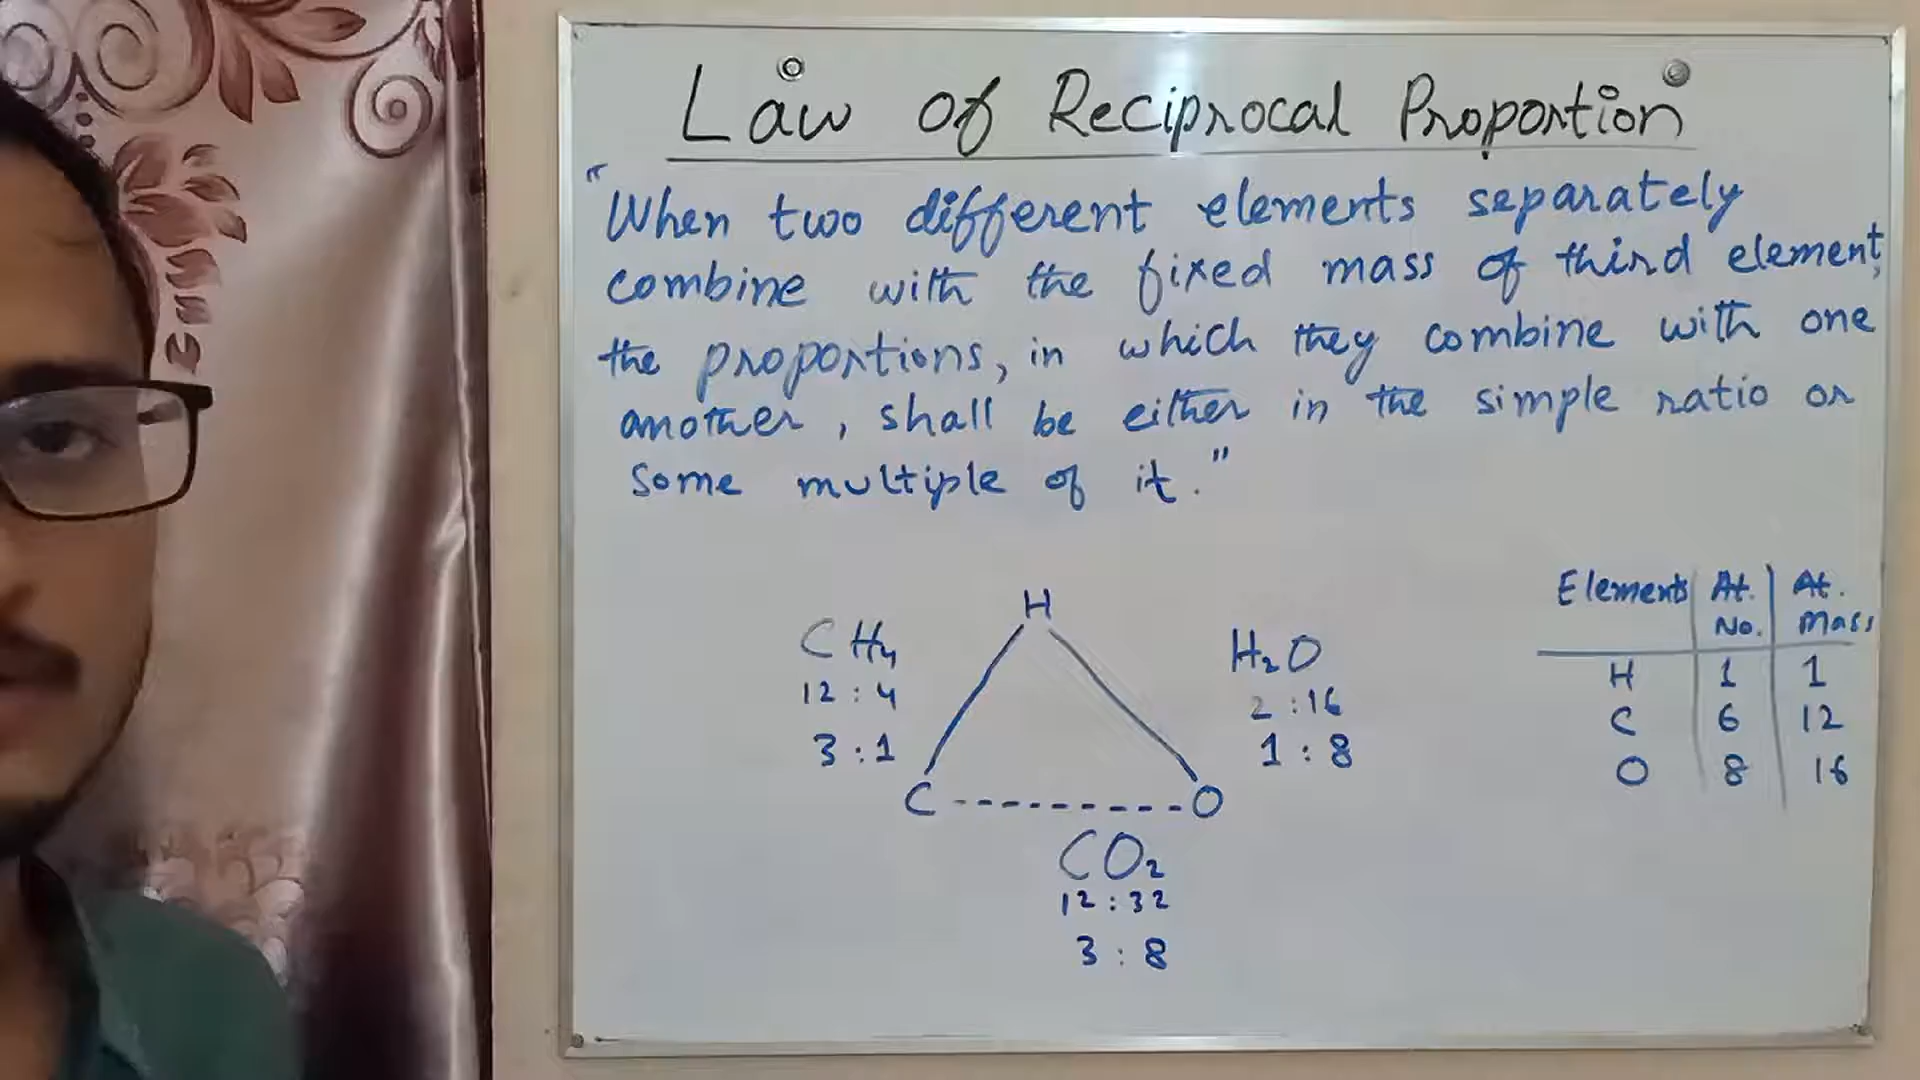 Law of Reciprocal Proportion
"When two different elements separately
combine with the fixed mass of third element,
the proportions, in which they combine with one
another, shall be either in the simple ratio or
some multiple of it."
H
CH₄
12 : 4
3 : 1
H₂O
2 : 16
1 : 8
C ---------- O
CO₂
12 : 32
3 : 8
Elements At. No. At. Mass
H 1 1
C 6 12
O 8 16